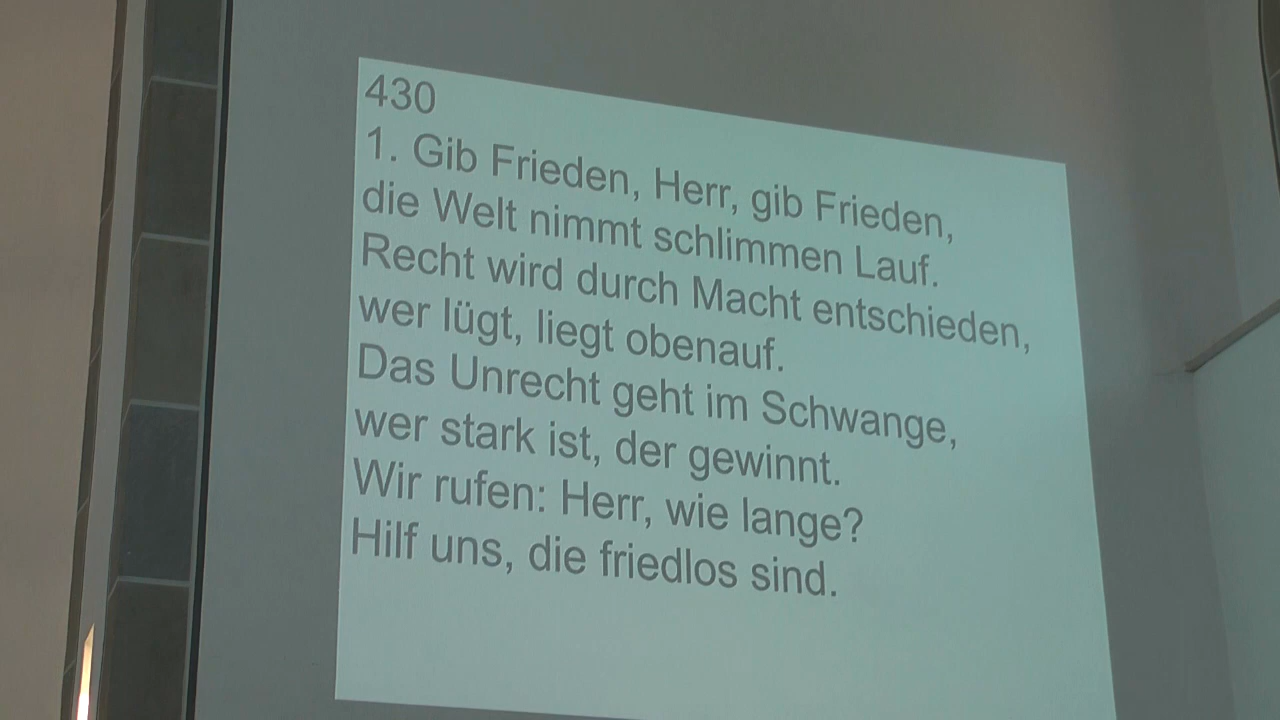 430
1. Gib Frieden, Herr, gib Frieden,
die Welt nimmt schlimmen Lauf.
Recht wird durch Macht entschieden,
wer lügt, liegt obenauf.
Das Unrecht geht im Schwange,
wer stark ist, der gewinnt.
Wir rufen: Herr, wie lange?
Hilf uns, die friedlos sind.